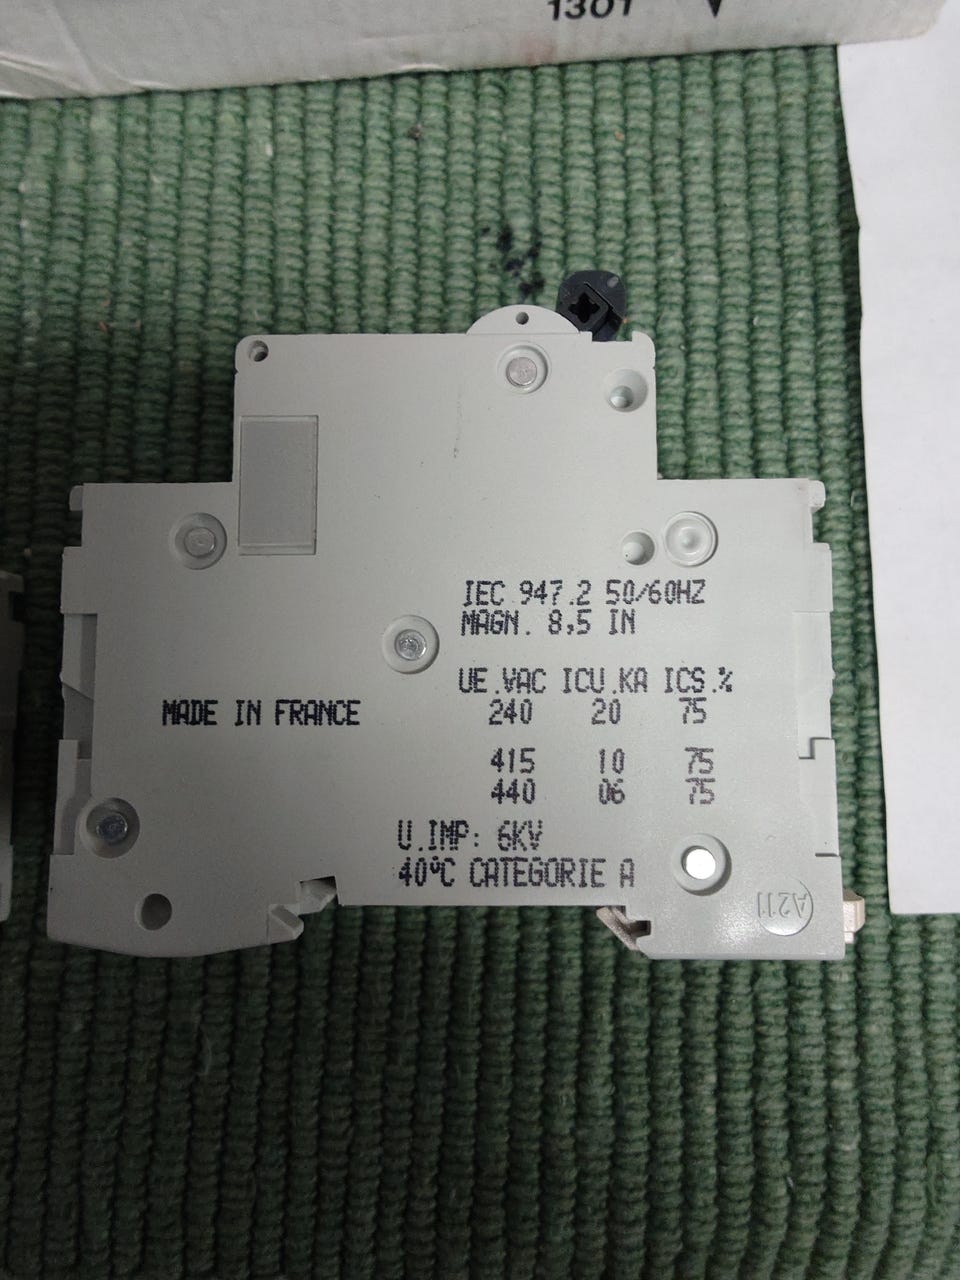 1301
IEC 947.2 50/60HZ
MAGN. 8,5 IN
UE.VAC ICU.KA ICS.%
240 20 75
MADE IN FRANCE
415 10 75
440 06 75
U.IMP: 6KV
40°C CATEGORIE A
A211